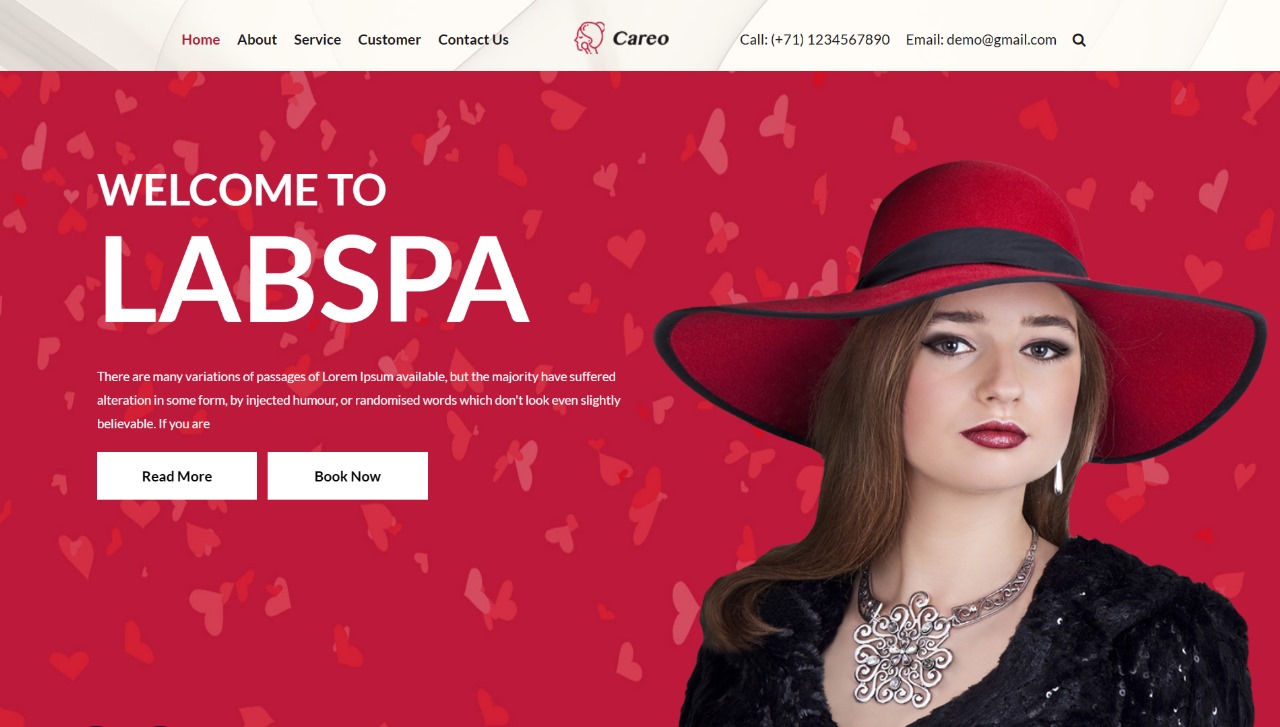 Home About Service Customer Contact Us Careo Call: (+71) 1234567890 Email: demo@gmail.com
WELCOME TO
LABSPA
There are many variations of passages of Lorem Ipsum available, but the majority have suffered
alteration in some form, by injected humour, or randomised words which don't look even slightly
believable. If you are
Read More Book Now